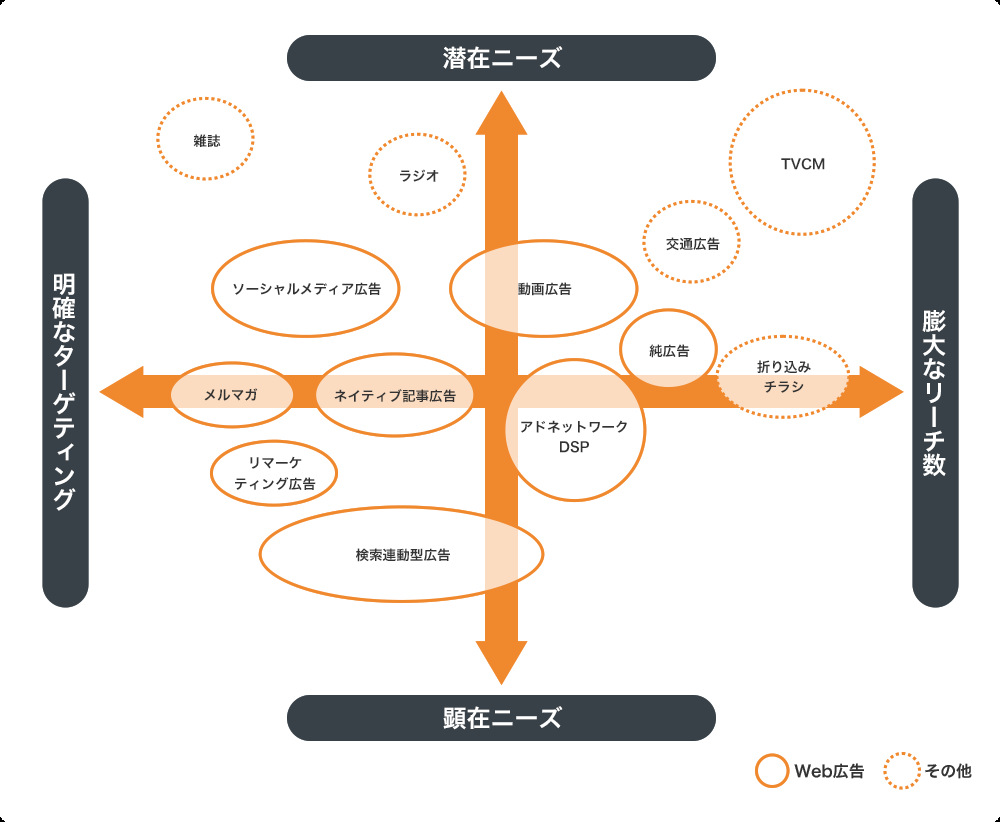 潜在ニーズ
雑誌
ラジオ
TVCM
交通広告
明確なターゲティング
膨大なリーチ数
ソーシャルメディア広告
動画広告
純広告
折り込み
チラシ
メルマガ
ネイティブ記事広告
アドネットワーク
DSP
リマーケ
ティング広告
検索連動型広告
顕在ニーズ
Web広告
その他